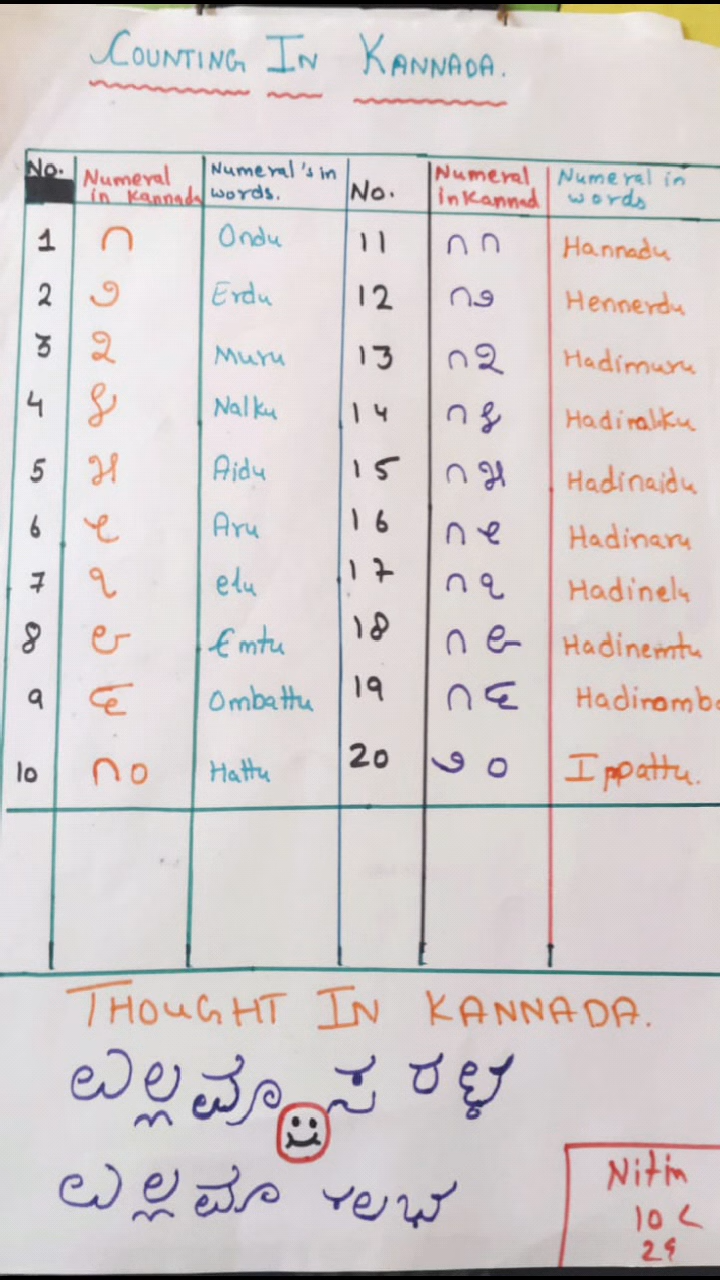 COUNTING IN KANNADA.
No. Numeral in Kannada Numeral's in words. No. Numeral in Kannad Numeral in words
1 ೧ Ondu 11 ೧೧ Hannadu
2 ೨ Erdu 12 ೧೨ Hennerdu
3 ೩ Muru 13 ೧೩ Hadimuru
4 ೪ Nalku 14 ೧೪ Hadinalku
5 ೫ Aidu 15 ೧೫ Hadinaidu
6 ೬ Aru 16 ೧೬ Hadinaru
7 ೭ elu 17 ೧೭ Hadinelu
8 ೮ Emtu 18 ೧೮ Hadinemtu
9 ೯ Ombattu 19 ೧೯ Hadinomb
10 ೧೦ Hattu 20 ೨೦ Ippattu.
THOUGHT IN KANNADA.
Nitin
10